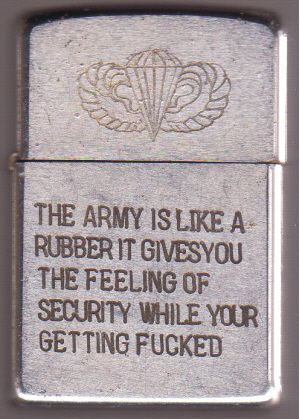 THE ARMY IS LIKE A
RUBBER IT GIVESYOU
THE FEELING OF
SECURITY WHILE YOUR
GETTING FUCKED